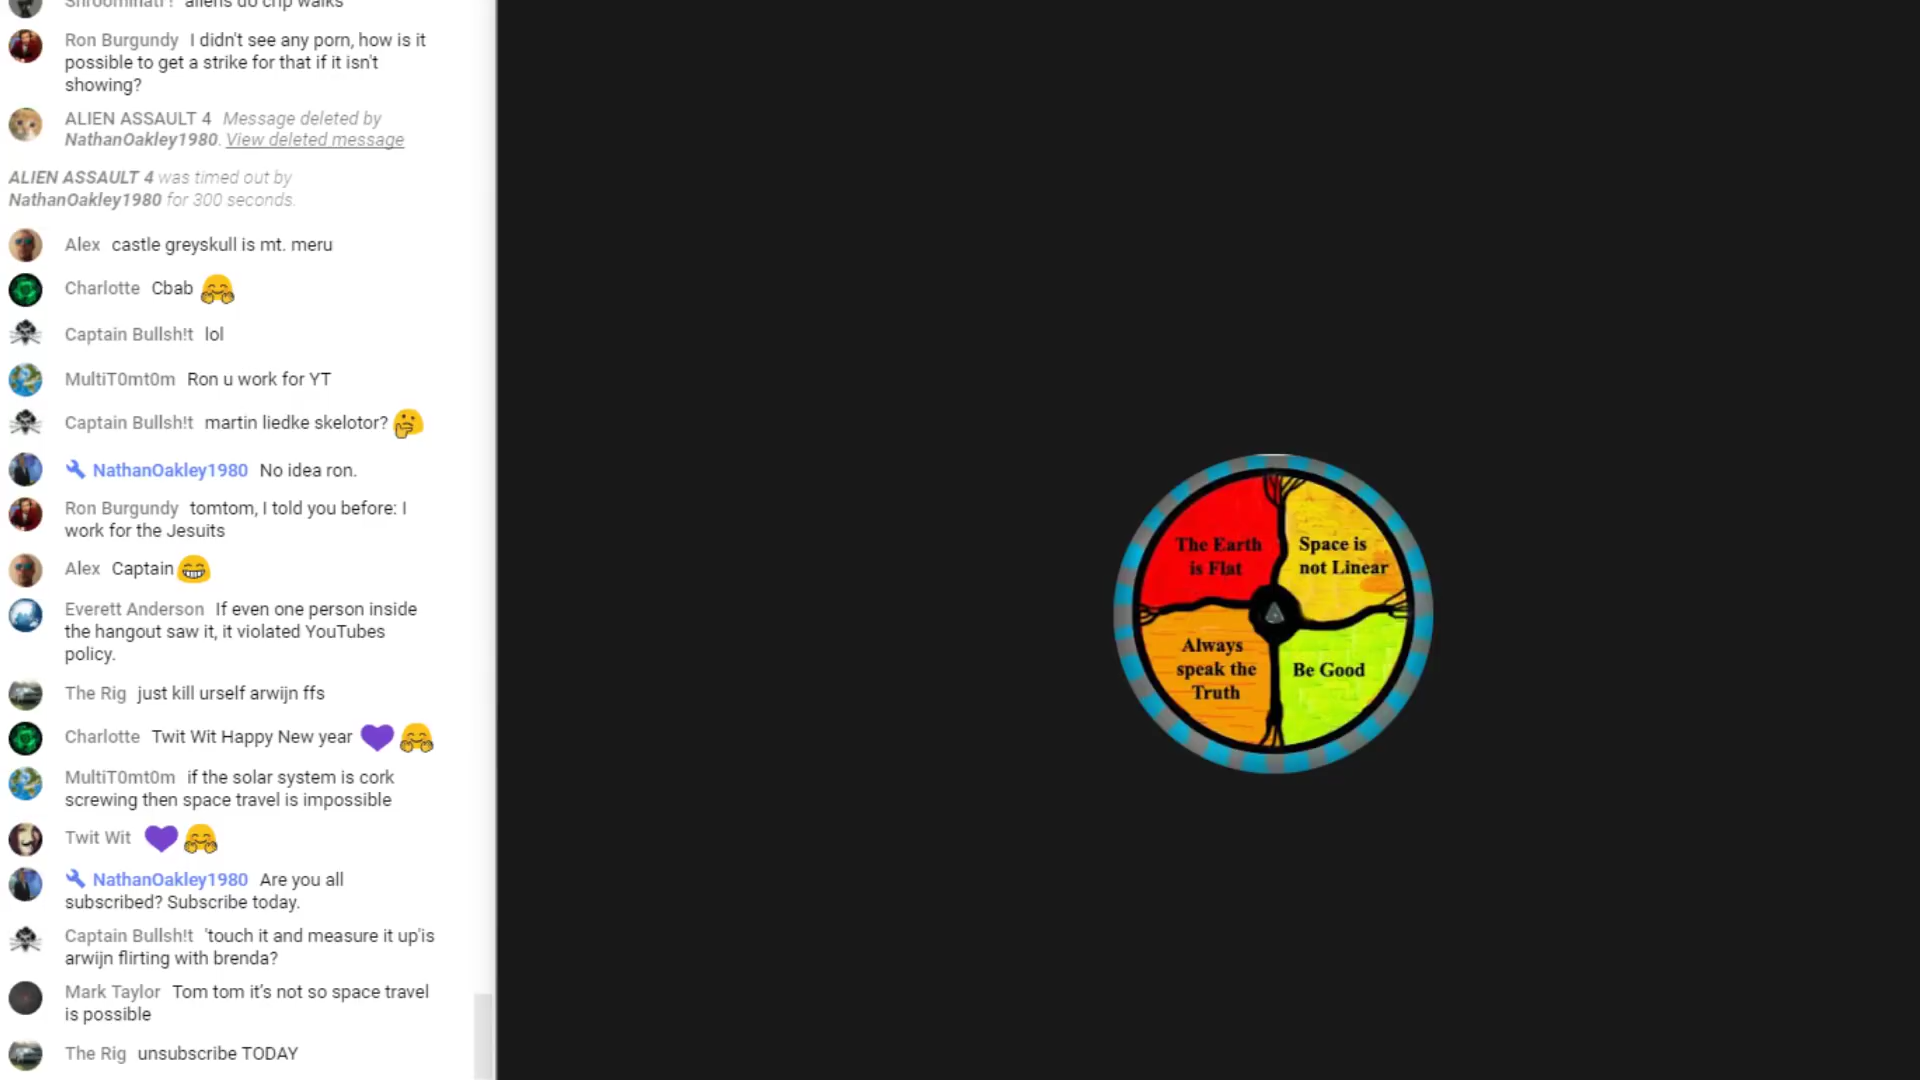 Shroominati? aliens do crip walks
Ron Burgundy I didn't see any porn, how is it
possible to get a strike for that if it isn't
showing?
ALIEN ASSAULT 4 Message deleted by
NathanOakley1980. View deleted message
ALIEN ASSAULT 4 was timed out by
NathanOakley1980 for 300 seconds.
Alex castle greyskull is mt. meru
Charlotte Cbab
Captain Bullsh!t lol
MultiT0mt0m Ron u work for YT
Captain Bullsh!t martin liedke skelotor?
NathanOakley1980 No idea ron.
Ron Burgundy tomtom, I told you before: I
work for the Jesuits
Alex Captain
Everett Anderson If even one person inside
the hangout saw it, it violated YouTubes
policy.
The Rig just kill urself arwijn ffs
Charlotte Twit Wit Happy New year
MultiT0mt0m if the solar system is cork
screwing then space travel is impossible
Twit Wit
NathanOakley1980 Are you all
subscribed? Subscribe today.
Captain Bullsh!t 'touch it and measure it up'is
arwijn flirting with brenda?
Mark Taylor Tom tom it's not so space travel
is possible
The Rig unsubscribe TODAY
The Earth
is Flat
Space is
not Linear
Always
speak the
Truth
Be Good